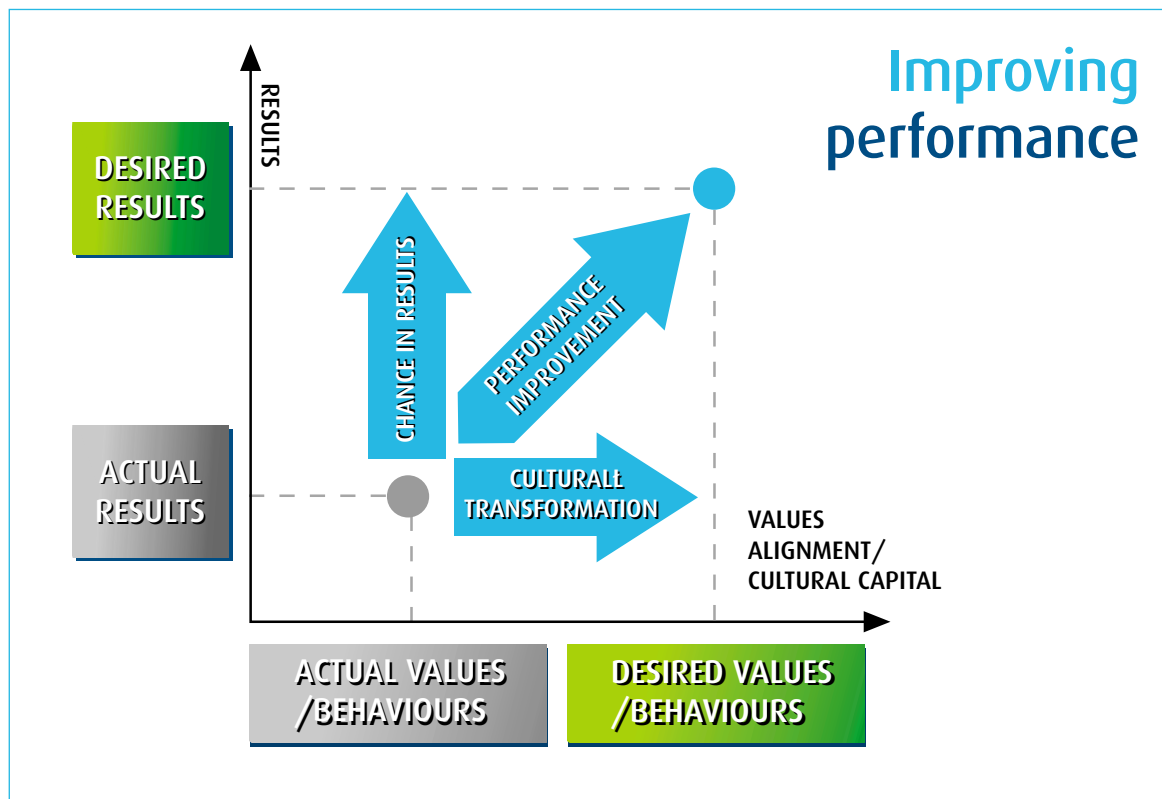 Improving
performance
RESULTS
DESIRED
RESULTS
CHANCE IN RESULTS
PERFORMANCE
IMPROVEMENT
ACTUAL
RESULTS
CULTURALŁ
TRANSFORMATION
VALUES
ALIGNMENT/
CULTURAL CAPITAL
ACTUAL VALUES
/BEHAVIOURS
DESIRED VALUES
/BEHAVIOURS